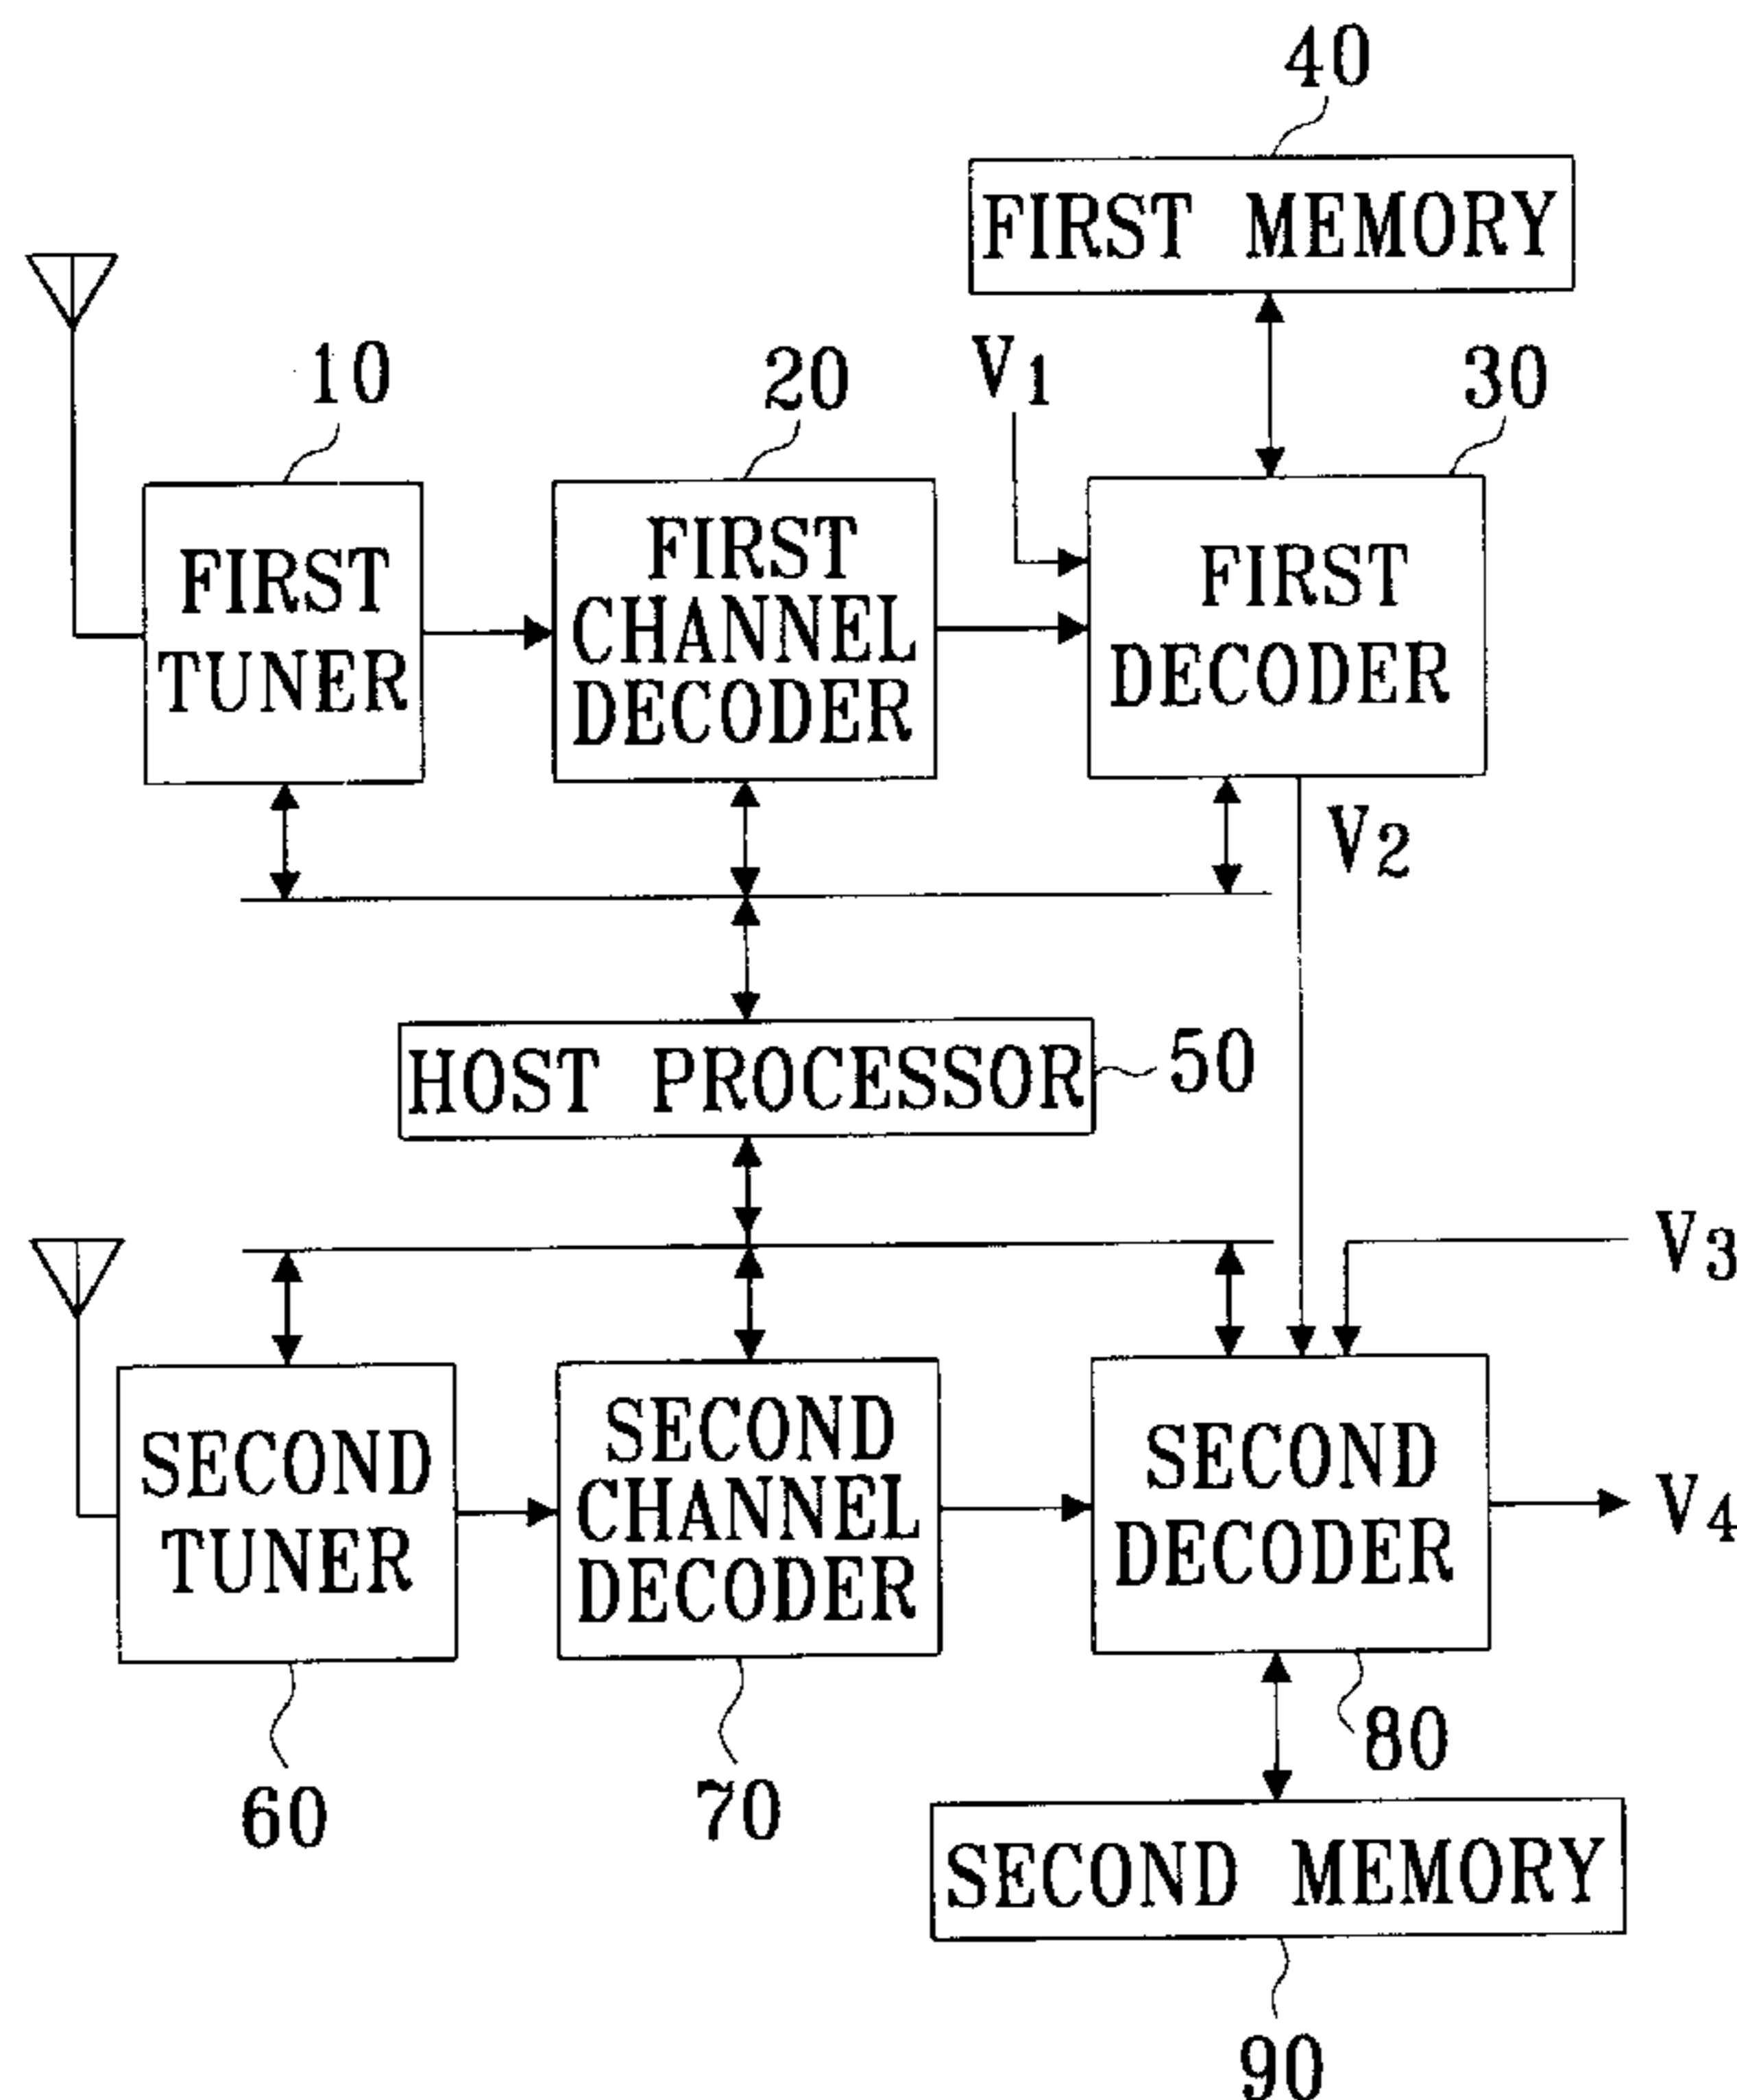 40
FIRST MEMORY
10
20
V1
30
FIRST
TUNER
FIRST
CHANNEL
DECODER
FIRST
DECODER
V2
HOST PROCESSOR
50
V3
SECOND
TUNER
SECOND
CHANNEL
DECODER
SECOND
DECODER
V4
60
70
80
SECOND MEMORY
90